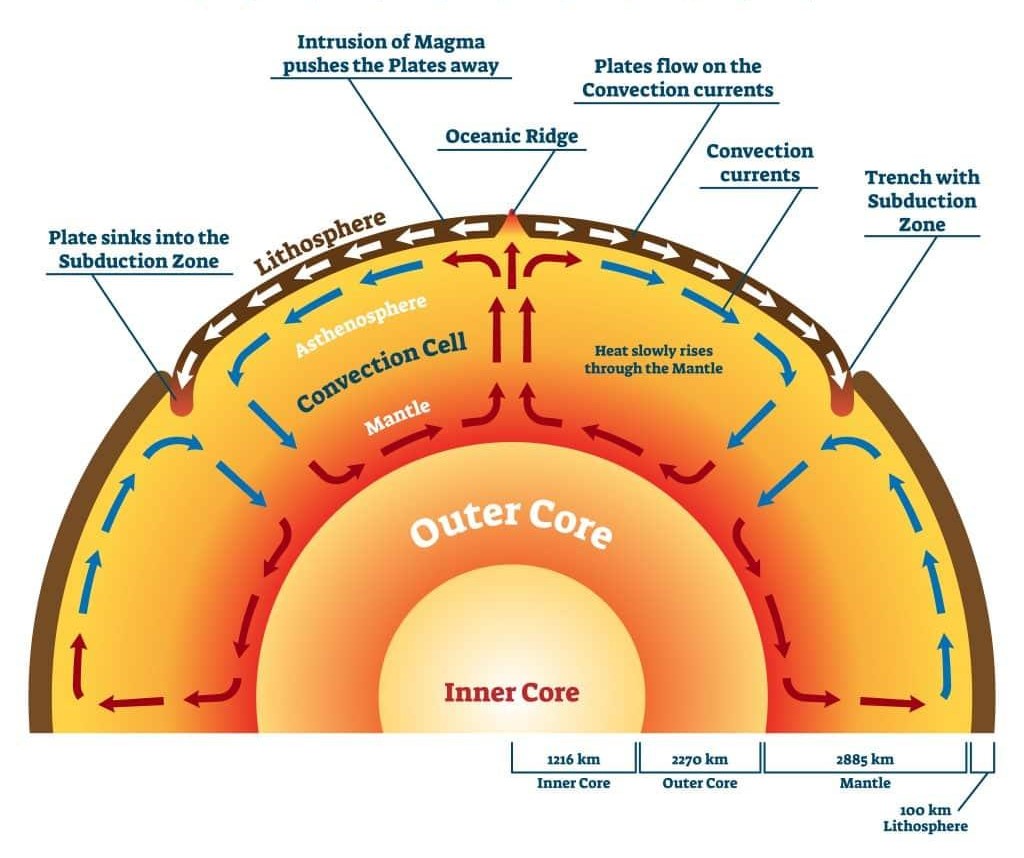 Intrusion of Magma
pushes the Plates away
Plates flow on the
Convection currents
Oceanic Ridge
Convection
currents
Trench with
Subduction
Zone
Plate sinks into the
Subduction Zone
Lithosphere
Asthenosphere
Convection Cell
Mantle
Heat slowly rises
through the Mantle
Outer Core
Inner Core
1216 km
2270 km
2885 km
Inner Core
Outer Core
Mantle
100 km
Lithosphere